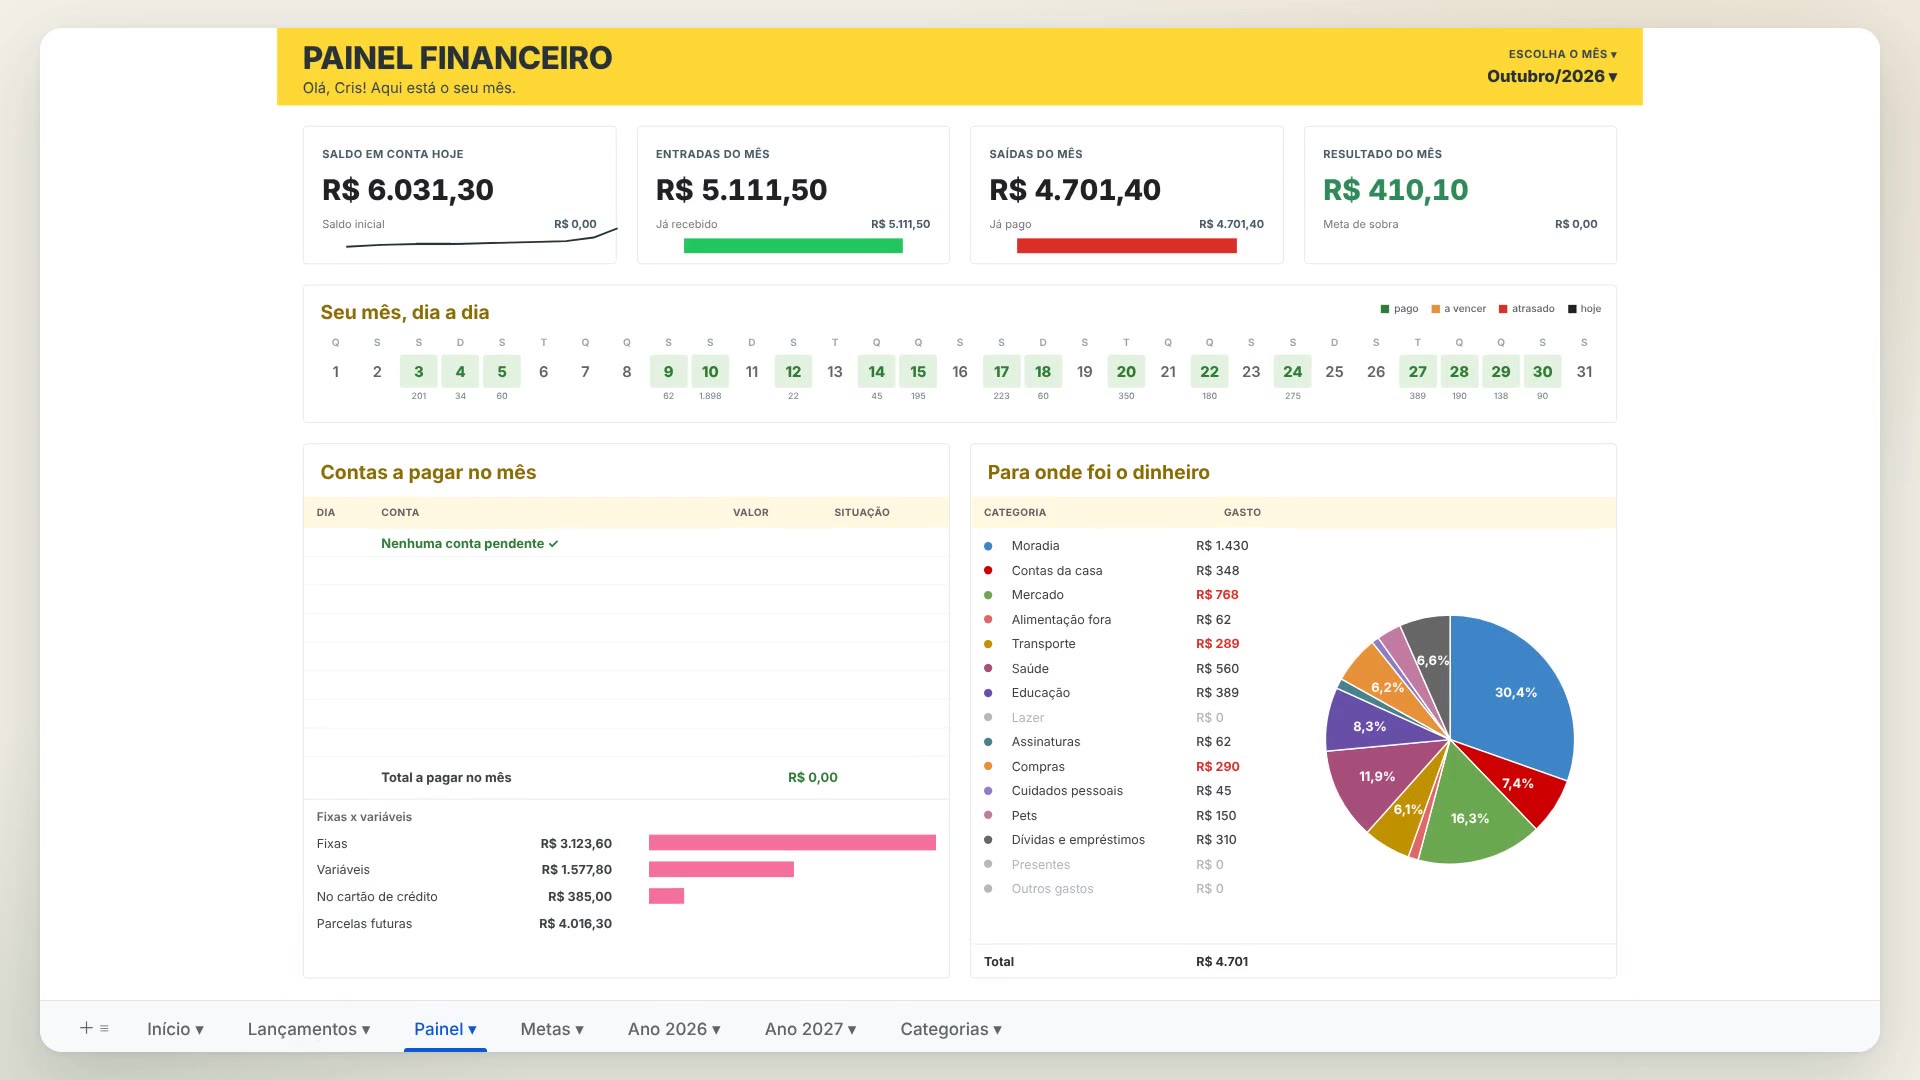 PAINEL FINANCEIRO
Olá, Cris! Aqui está o seu mês.
ESCOLHA O MÊS ▾
Outubro/2026 ▾
SALDO EM CONTA HOJE
R$ 6.031,30
Saldo inicial R$ 0,00
ENTRADAS DO MÊS
R$ 5.111,50
Já recebido R$ 5.111,50
SAÍDAS DO MÊS
R$ 4.701,40
Já pago R$ 4.701,40
RESULTADO DO MÊS
R$ 410,10
Meta de sobra R$ 0,00
Seu mês, dia a dia
pago a vencer atrasado hoje
Q S S D S T Q Q S S D S T Q Q S S D S T Q Q S S D S T Q Q S S
1 2 3 4 5 6 7 8 9 10 11 12 13 14 15 16 17 18 19 20 21 22 23 24 25 26 27 28 29 30 31
201 34 60 62 1.898 22 45 195 223 60 350 180 275 389 190 138 90
Contas a pagar no mês
DIA CONTA VALOR SITUAÇÃO
Nenhuma conta pendente ✓
Total a pagar no mês R$ 0,00
Fixas x variáveis
Fixas R$ 3.123,60
Variáveis R$ 1.577,80
No cartão de crédito R$ 385,00
Parcelas futuras R$ 4.016,30
Para onde foi o dinheiro
CATEGORIA GASTO
Moradia R$ 1.430
Contas da casa R$ 348
Mercado R$ 768
Alimentação fora R$ 62
Transporte R$ 289
Saúde R$ 560
Educação R$ 389
Lazer R$ 0
Assinaturas R$ 62
Compras R$ 290
Cuidados pessoais R$ 45
Pets R$ 150
Dívidas e empréstimos R$ 310
Presentes R$ 0
Outros gastos R$ 0
Total R$ 4.701
30,4%
7,4%
16,3%
6,1%
11,9%
8,3%
6,2%
6,6%
+ ≡ Início ▾ Lançamentos ▾ Painel ▾ Metas ▾ Ano 2026 ▾ Ano 2027 ▾ Categorias ▾